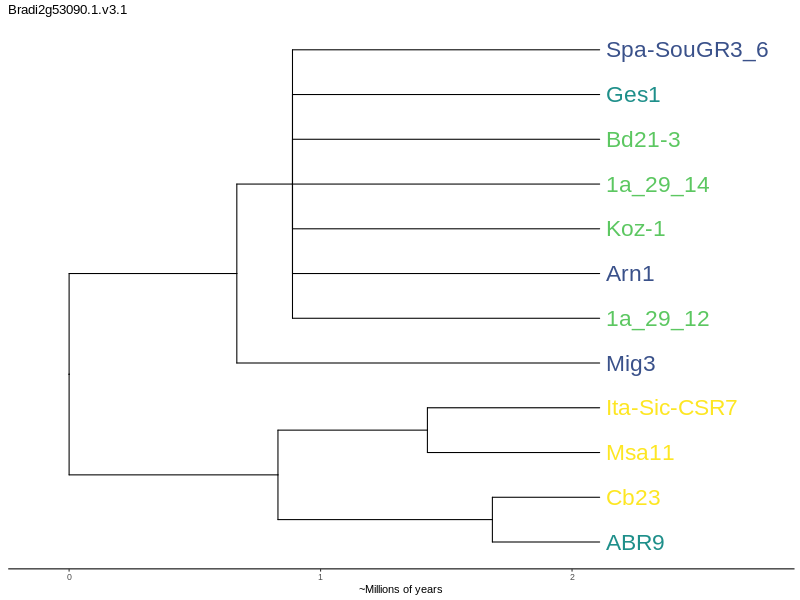 Bradi2g53090.1.v3.1
Spa-SouGR3_6
Ges1
Bd21-3
1a_29_14
Koz-1
Arn1
1a_29_12
Mig3
Ita-Sic-CSR7
Msa11
Cb23
ABR9
0 1 2
~Millions of years